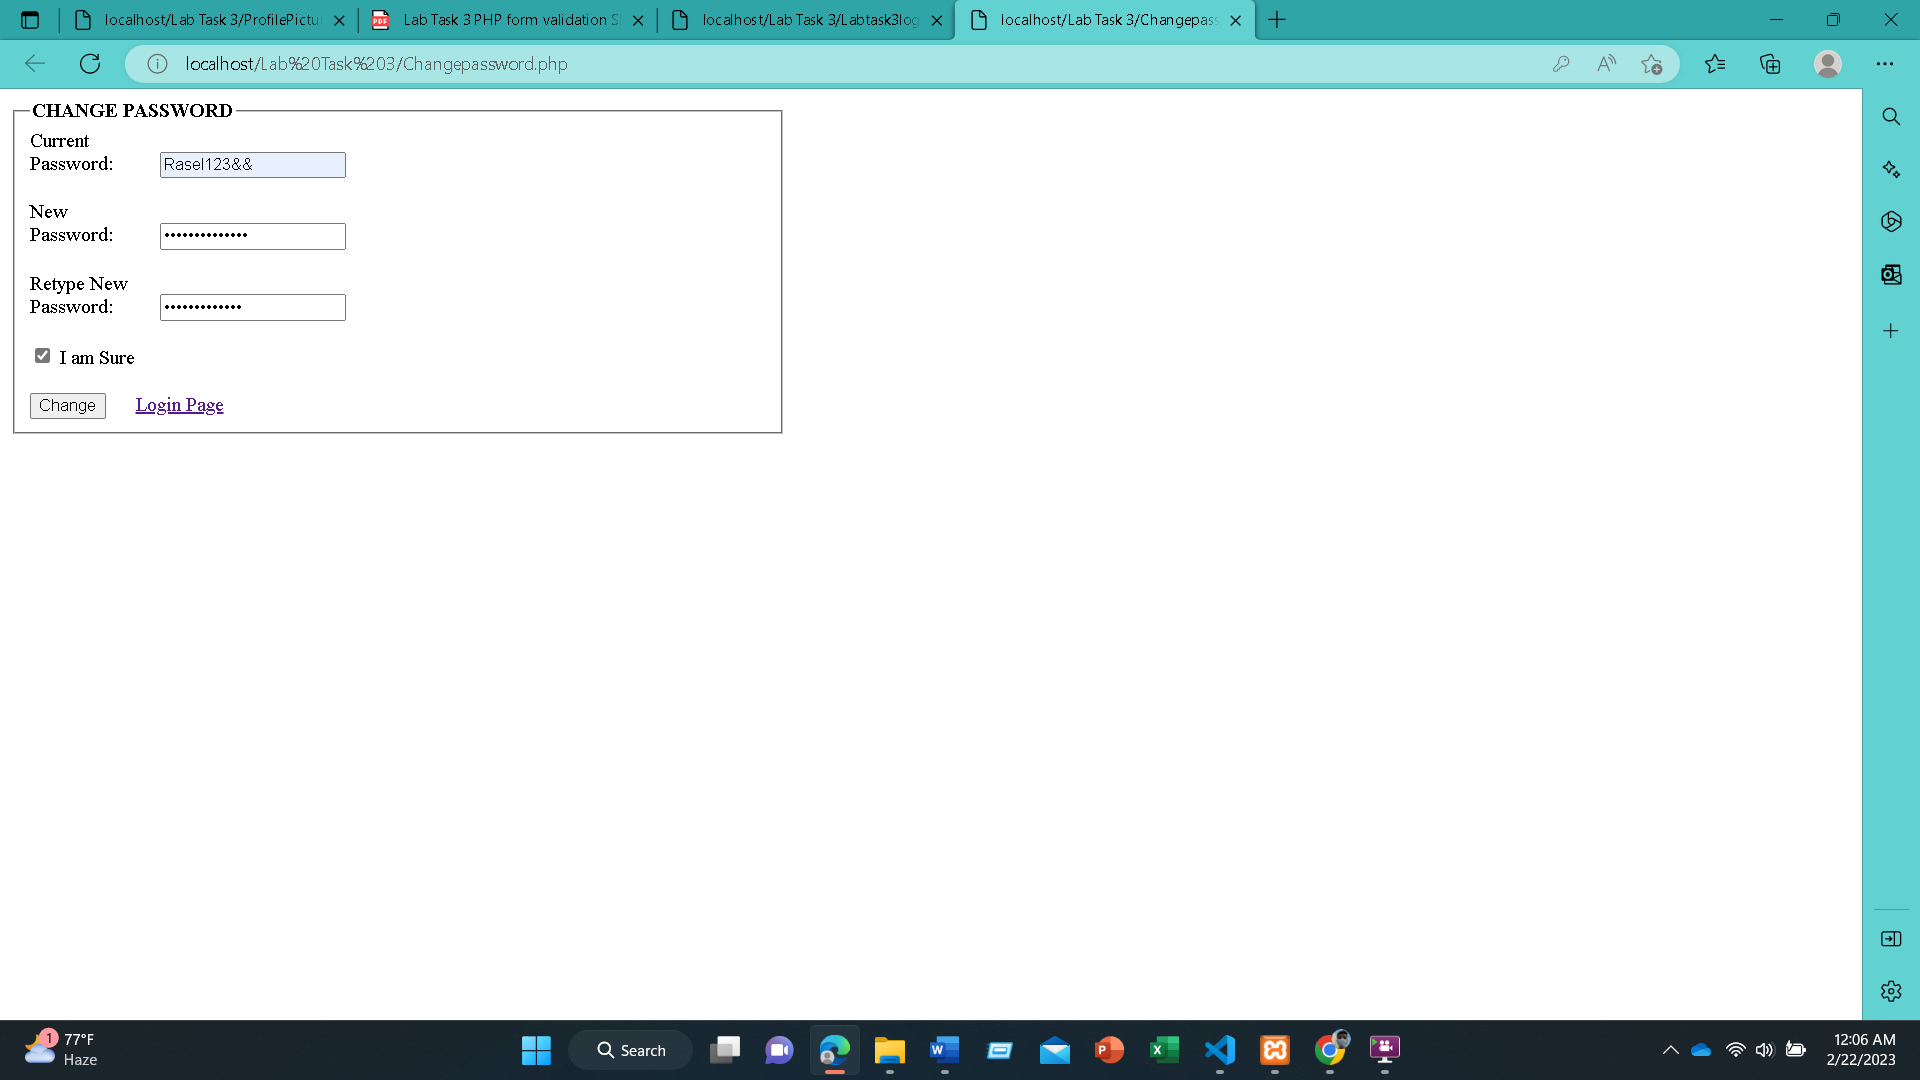 localhost/Lab Task 3/ProfilePictu
Lab Task 3 PHP form validation S
localhost/Lab Task 3/Labtask3log
localhost/Lab Task 3/Changepass
localhost/Lab%20Task%203/Changepassword.php
CHANGE PASSWORD
Current
Password:
Rasel123&&
New
Password:
••••••••••••••
Retype New
Password:
•••••••••••••
I am Sure
Change
Login Page
1
77°F
Haze
Search
12:06 AM
2/22/2023